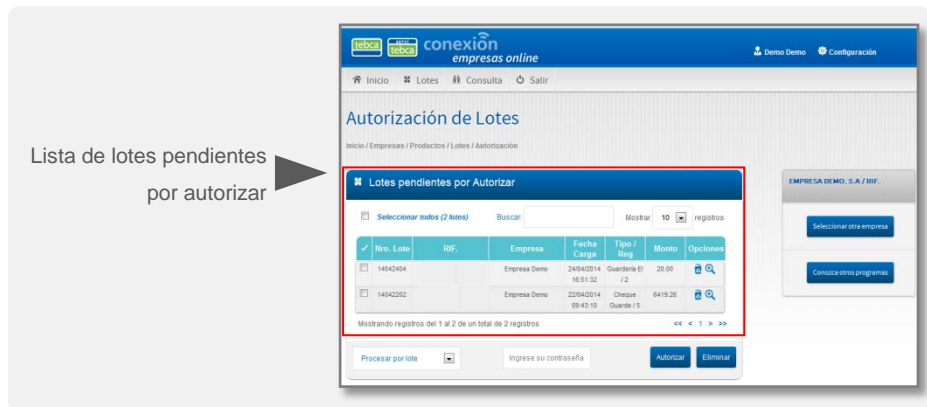 Lista de lotes pendientes
por autorizar
tebca
tebca
conexión
empresas online
Demo Demo Configuración
Inicio Lotes Consulta Salir
Autorización de Lotes
Inicio / Empresas / Productos / Lotes / Autorización
Lotes pendientes por Autorizar
Seleccionar todos (2 lotes) Buscar: Mostrar 10 registros
Nro. Lote RIF. Empresa Fecha Carga Tipo / Reg Monto Opciones
14042404 Empresa Demo 24/04/2014 Guardería El 20.00
16:51:32 / 2
14042202 Empresa Demo 22/04/2014 Cheque 6419.26
09:43:10 Guarde / 5
Mostrando registros del 1 al 2 de un total de 2 registros << < 1 > >>
Procesar por lote Ingrese su contraseña Autorizar Eliminar
EMPRESA DEMO, S.A / RIF.
Seleccionar otra empresa
Conozca otros programas